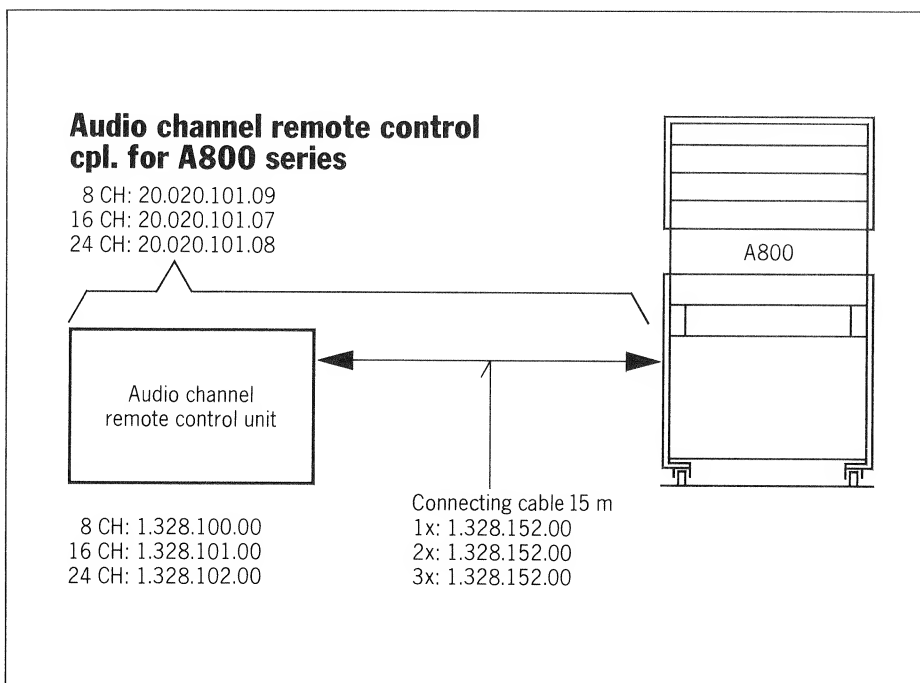 Audio channel remote control
cpl. for A800 series
8 CH: 20.020.101.09
16 CH: 20.020.101.07
24 CH: 20.020.101.08
A800
Audio channel
remote control unit
Connecting cable 15 m
8 CH: 1.328.100.00
1x: 1.328.152.00
16 CH: 1.328.101.00
2x: 1.328.152.00
24 CH: 1.328.102.00
3x: 1.328.152.00